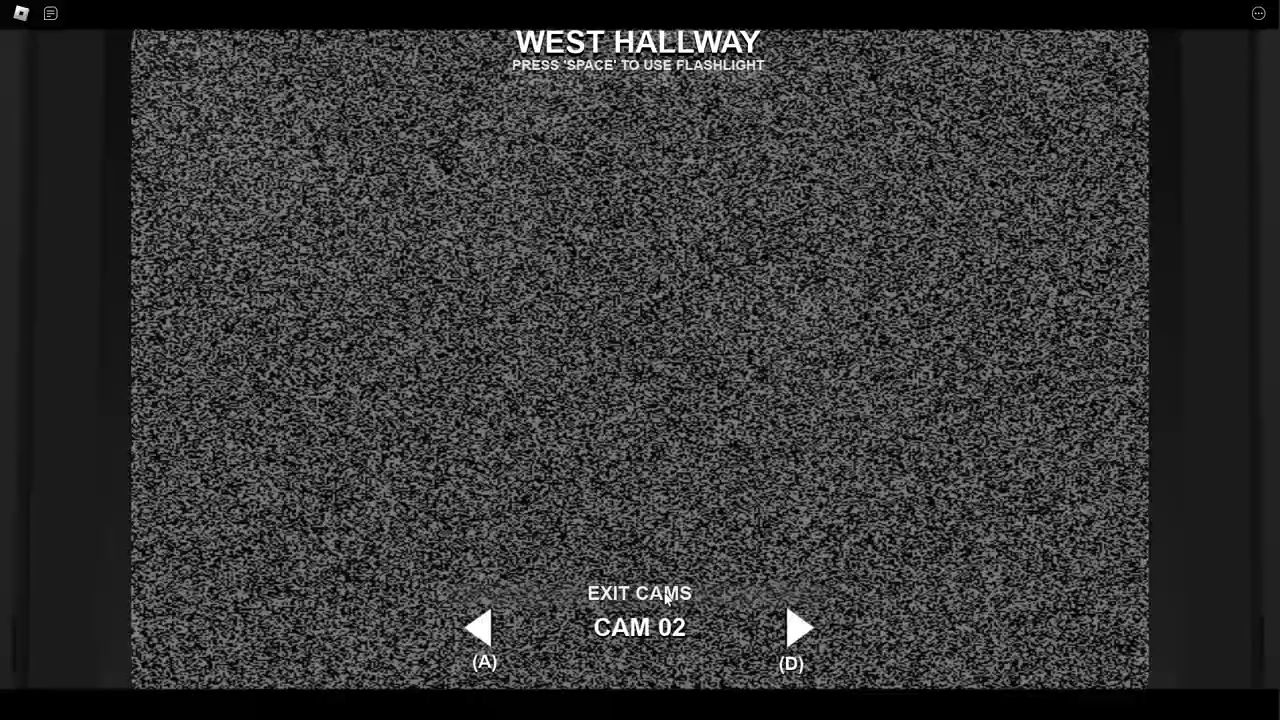 WEST HALLWAY
PRESS 'SPACE' TO USE FLASHLIGHT
EXIT CAMS
CAM 02
(A)
(D)